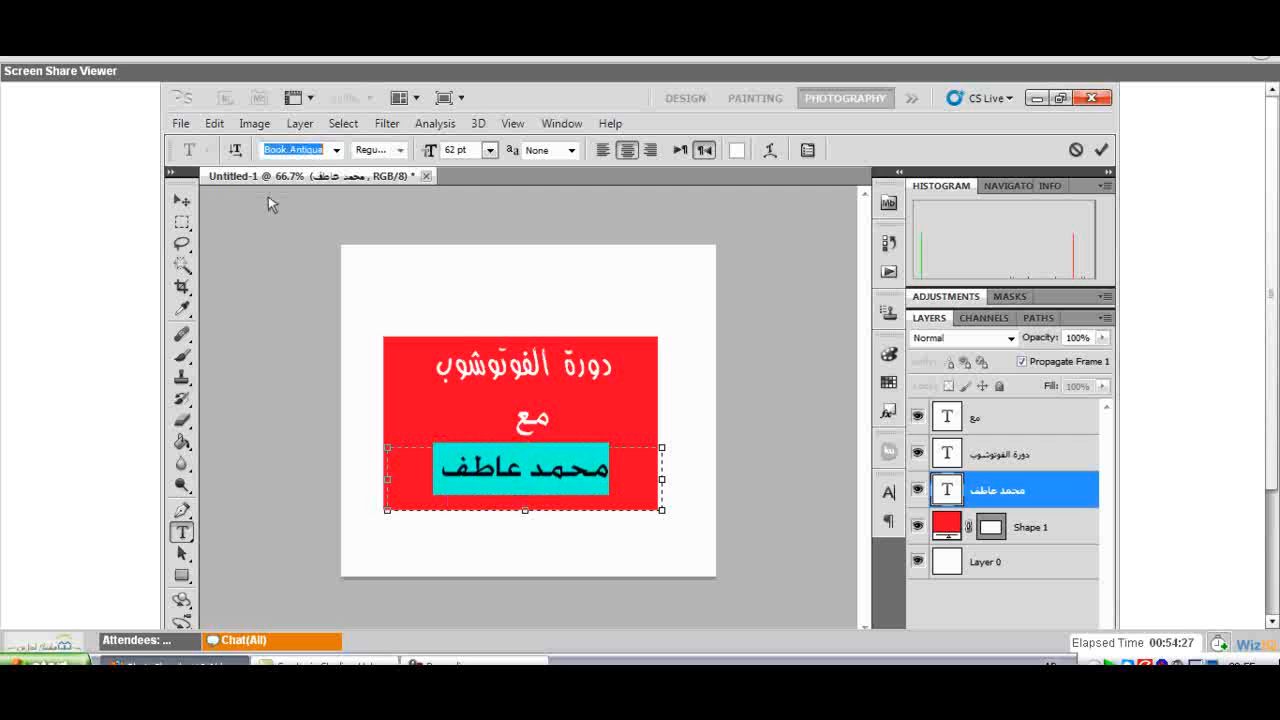 Screen Share Viewer
DESIGN PAINTING PHOTOGRAPHY CS Live
File Edit Image Layer Select Filter Analysis 3D View Window Help
T Book Antiqua Regu... 62 pt None
Untitled-1 @ 66.7% (محمد عاطف , RGB/8) *
HISTOGRAM NAVIGATO INFO
دورة الفوتوشوب
مع
محمد عاطف
ADJUSTMENTS MASKS
LAYERS CHANNELS PATHS
Normal Opacity: 100%
Propagate Frame 1
Fill: 100%
مع
دورة الفوتوشوب
محمد عاطف
Shape 1
Layer 0
Attendees: ... Chat(All)
Elapsed Time 00:54:27